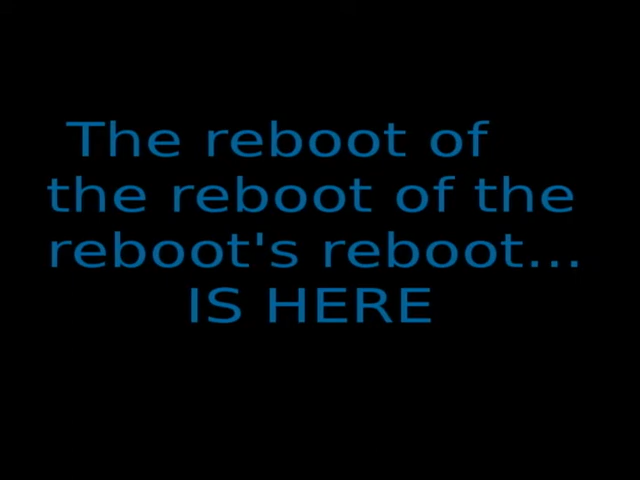 The reboot of
the reboot of the
reboot's reboot...
IS HERE